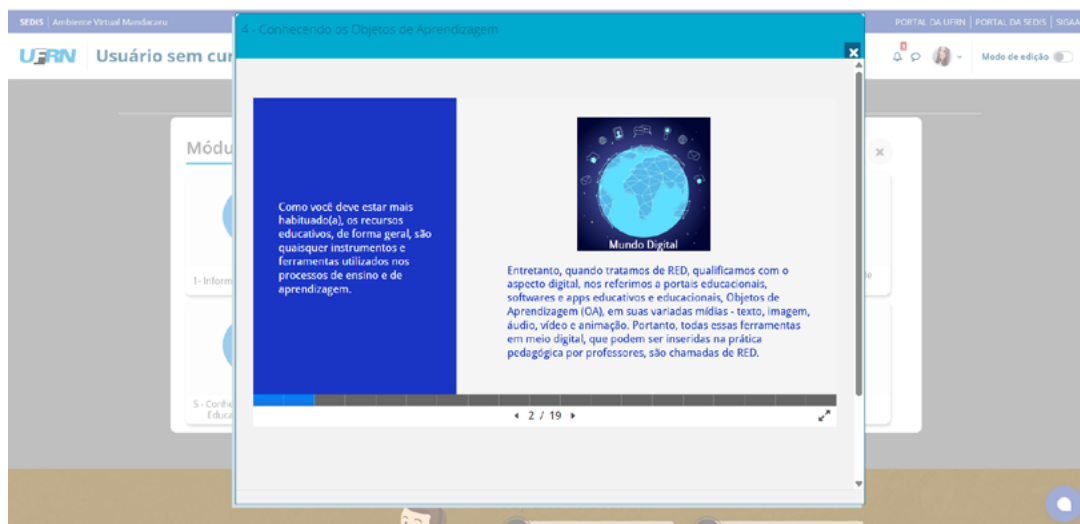 SEDIS | Ambiente Virtual Mandacaru
PORTAL DA UFRN | PORTAL DA SEDIS | SIGAA
4 - Conhecendo os Objetos de Aprendizagem
UFRN
Usuário sem cur
Modo de edição
Módu
Como você deve estar mais
habituado(a), os recursos
educativos, de forma geral, são
quaisquer instrumentos e
ferramentas utilizados nos
processos de ensino e de
aprendizagem.
Mundo Digital
Entretanto, quando tratamos de RED, qualificamos com o
aspecto digital, nos referimos a portais educacionais,
softwares e apps educativos e educacionais, Objetos de
Aprendizagem (OA), em suas variadas mídias - texto, imagem,
áudio, vídeo e animação. Portanto, todas essas ferramentas
em meio digital, que podem ser inseridas na prática
pedagógica por professores, são chamadas de RED.
1- Inform
2 / 19
5 - Conhe
Educa